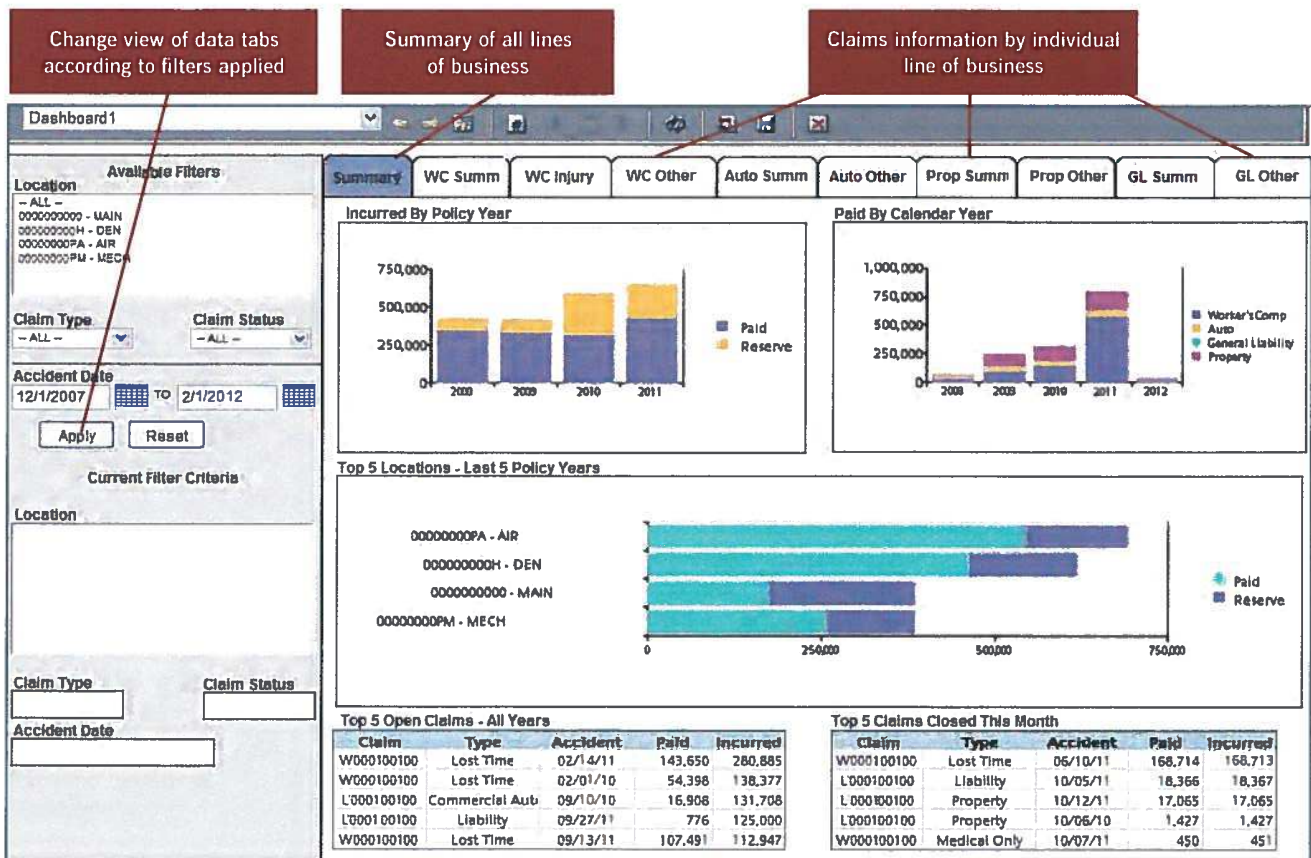 Change view of data tabs
according to filters applied
Summary of all lines
of business
Claims information by individual
line of business
Dashboard1
Available Filters
Location
-- ALL --
0000000000 - MAIN
000000000H - DEN
00000000PA - AIR
00000000PM - MECH
Claim Type
Claim Status
-- ALL --
-- ALL --
Accident Date
12/1/2007 TO 2/1/2012
Apply Reset
Current Filter Criteria
Location
Claim Type
Claim Status
Accident Date
Summary WC Summ WC Injury WC Other Auto Summ Auto Other Prop Summ Prop Other GL Summ GL Other
Incurred By Policy Year
750,000
500,000
250,000
0
2008 2009 2010 2011
Paid
Reserve
Paid By Calendar Year
1,000,000
750,000
500,000
250,000
0
2008 2009 2010 2011 2012
Worker's Comp
Auto
General Liability
Property
Top 5 Locations - Last 5 Policy Years
00000000PA - AIR
000000000H - DEN
0000000000 - MAIN
00000000PM - MECH
0 250,000 500,000 750,000
Paid
Reserve
Top 5 Open Claims - All Years
Claim Type Accident Paid Incurred
W000100100 Lost Time 02/14/11 143,650 280,885
W000100100 Lost Time 02/01/10 54,398 138,377
L000100100 Commercial Auto 09/10/10 16,908 131,708
L000100100 Liability 09/27/11 776 125,000
W000100100 Lost Time 09/13/11 107,491 112,947
Top 5 Claims Closed This Month
Claim Type Accident Paid Incurred
W000100100 Lost Time 06/10/11 168,714 168,713
L000100100 Liability 10/05/11 18,366 18,367
L000100100 Property 10/12/11 17,065 17,065
L000100100 Property 10/06/10 1,427 1,427
W000100100 Medical Only 10/07/11 450 451